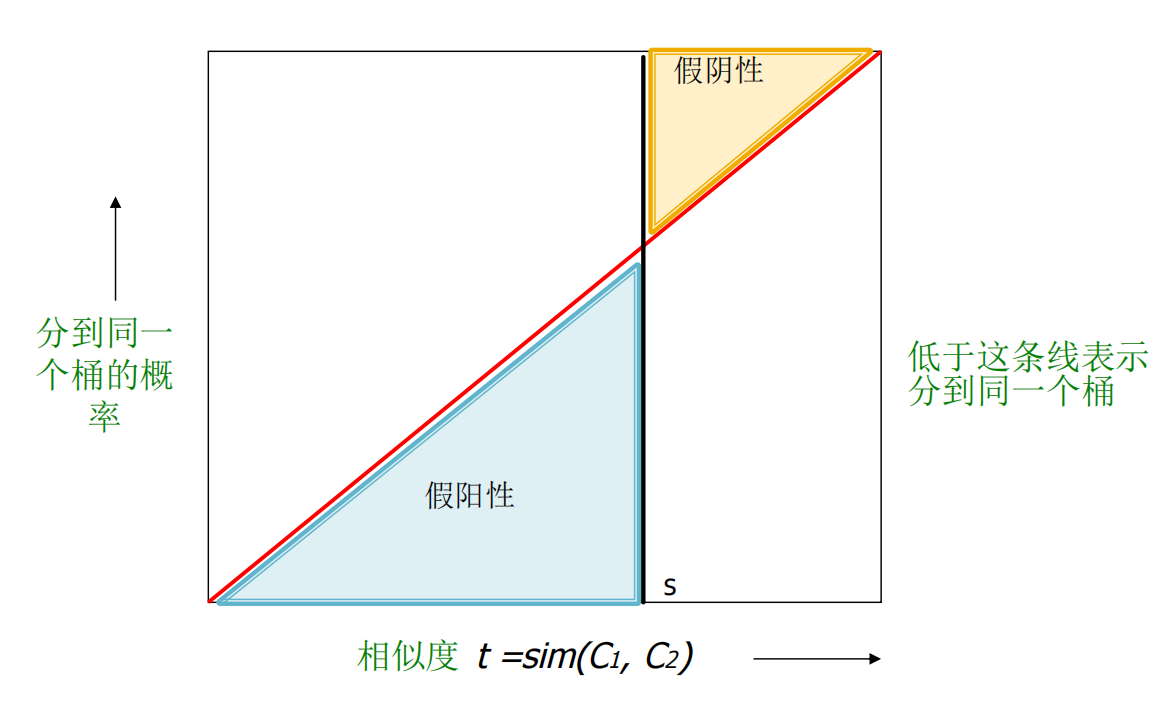 假阴性
分到同一
个桶的概
率
低于这条线表示
分到同一个桶
假阳性
s
相似度 t =sim(C1, C2)